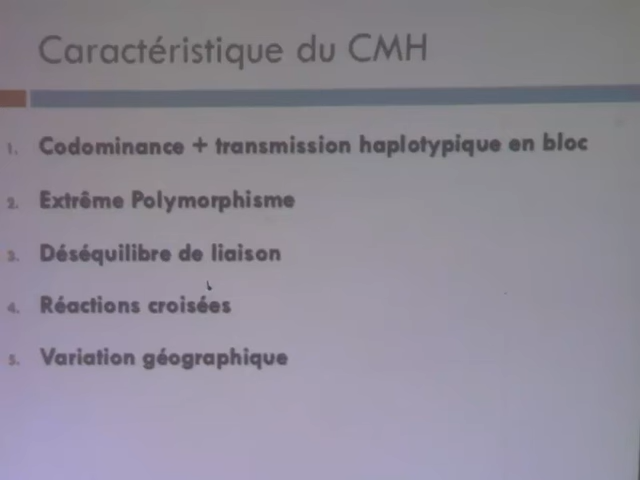 Caractéristique du CMH
1. Codominance + transmission haplotypique en bloc
2. Extrême Polymorphisme
3. Déséquilibre de liaison
4. Réactions croisées
5. Variation géographique